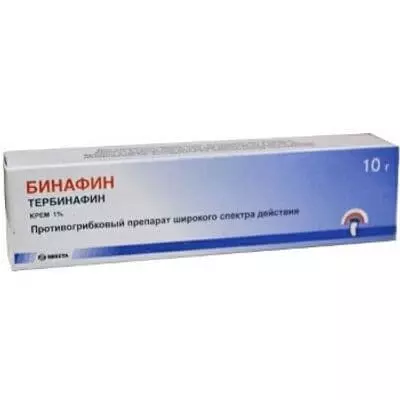 БИНАФИН
ТЕРБИНАФИН
КРЕМ 1%
10 г
Противогрибковый препарат широкого спектра действия